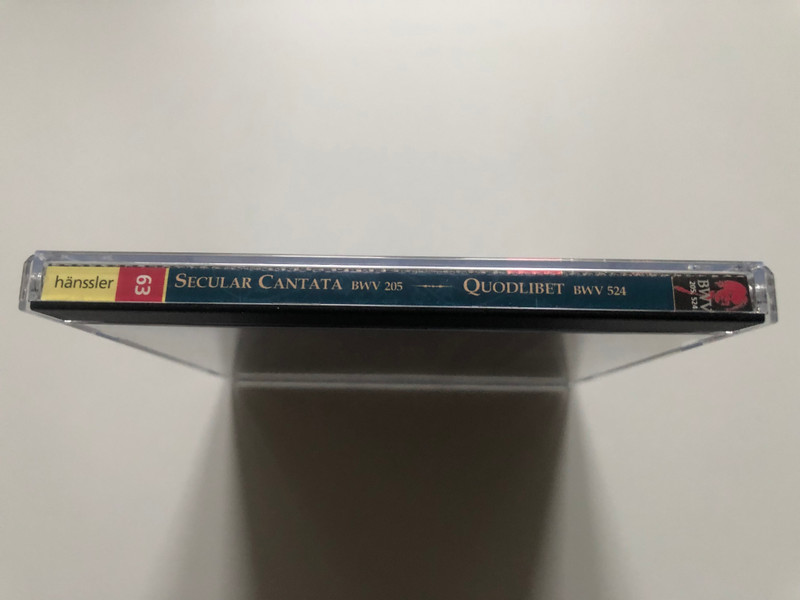 hänssler
63
SECULAR CANTATA BWV 205 QUODLIBET BWV 524
BWV
205, 524